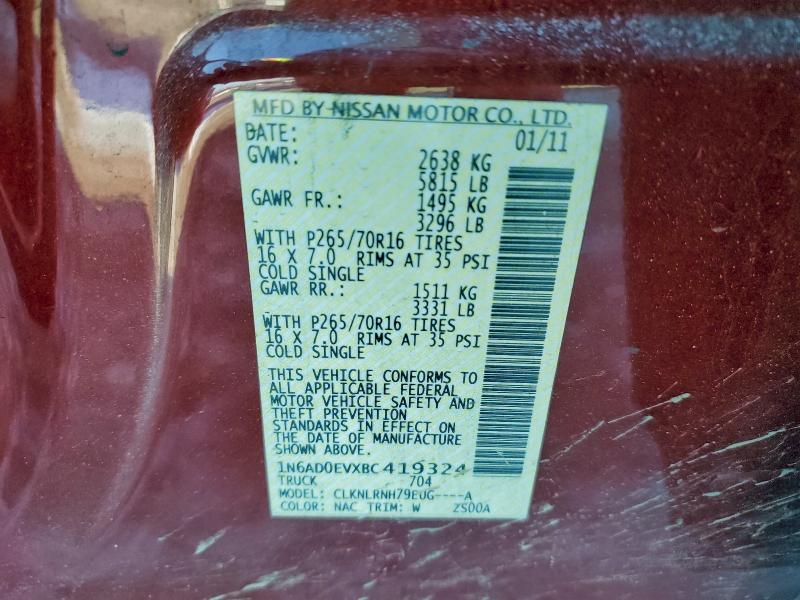 MFD BY NISSAN MOTOR CO., LTD.
DATE: 01/11
GVWR: 2638 KG
5815 LB
GAWR FR.: 1495 KG
3296 LB
WITH P265/70R16 TIRES
16 X 7.0 RIMS AT 35 PSI
COLD SINGLE
GAWR RR.: 1511 KG
3331 LB
WITH P265/70R16 TIRES
16 X 7.0 RIMS AT 35 PSI
COLD SINGLE
THIS VEHICLE CONFORMS TO
ALL APPLICABLE FEDERAL
MOTOR VEHICLE SAFETY AND
THEFT PREVENTION
STANDARDS IN EFFECT ON
THE DATE OF MANUFACTURE
SHOWN ABOVE.
1N6AD0EVXBC419324
TRUCK 704
MODEL: CLKNLRNH79EUG----A
COLOR: NAC TRIM: W ZS00A